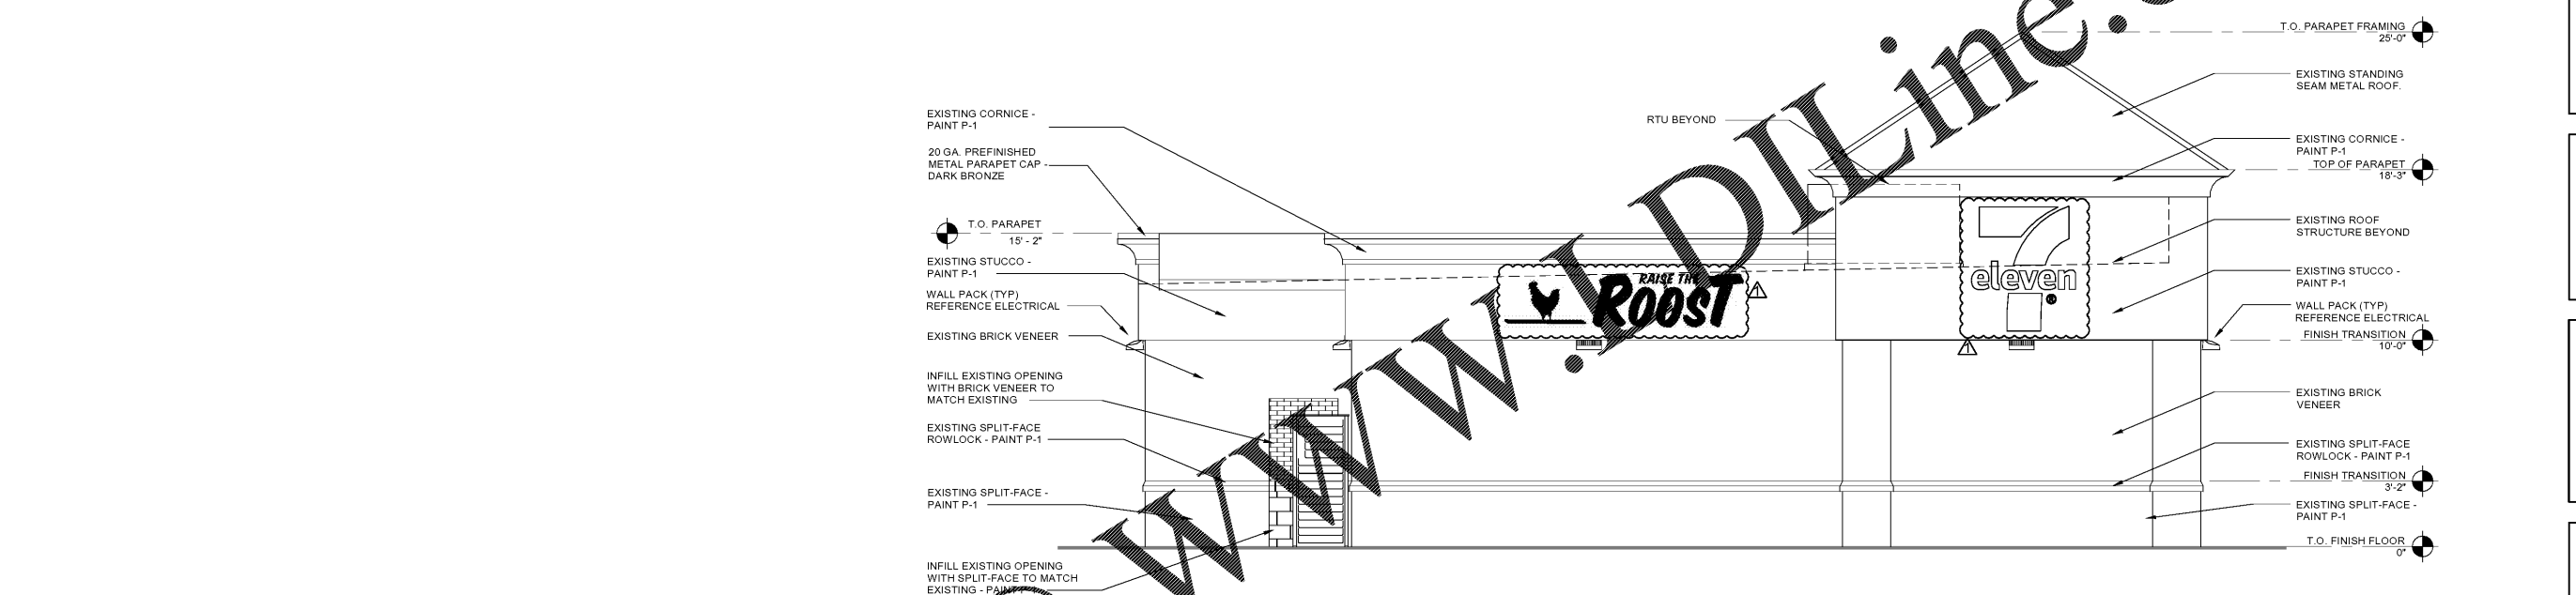 EXISTING CORNICE -
PAINT P-1
20 GA. PREFINISHED
METAL PARAPET CAP -
DARK BRONZE
T.O. PARAPET
15' - 2"
EXISTING STUCCO -
PAINT P-1
WALL PACK (TYP)
REFERENCE ELECTRICAL
EXISTING BRICK VENEER
INFILL EXISTING OPENING
WITH BRICK VENEER TO
MATCH EXISTING
EXISTING SPLIT-FACE
ROWLOCK - PAINT P-1
EXISTING SPLIT-FACE -
PAINT P-1
INFILL EXISTING OPENING
WITH SPLIT-FACE TO MATCH
EXISTING - PAINT P-1
RTU BEYOND
RAISE THE
ROOST
1
7
eleven
®
1
T.O. PARAPET FRAMING
25'-0"
EXISTING STANDING
SEAM METAL ROOF.
EXISTING CORNICE -
PAINT P-1
TOP OF PARAPET
18'-3"
EXISTING ROOF
STRUCTURE BEYOND
EXISTING STUCCO -
PAINT P-1
WALL PACK (TYP)
REFERENCE ELECTRICAL
FINISH TRANSITION
10'-0"
EXISTING BRICK
VENEER
EXISTING SPLIT-FACE
ROWLOCK - PAINT P-1
FINISH TRANSITION
3'-2"
EXISTING SPLIT-FACE -
PAINT P-1
T.O. FINISH FLOOR
0"
www.LDILine.